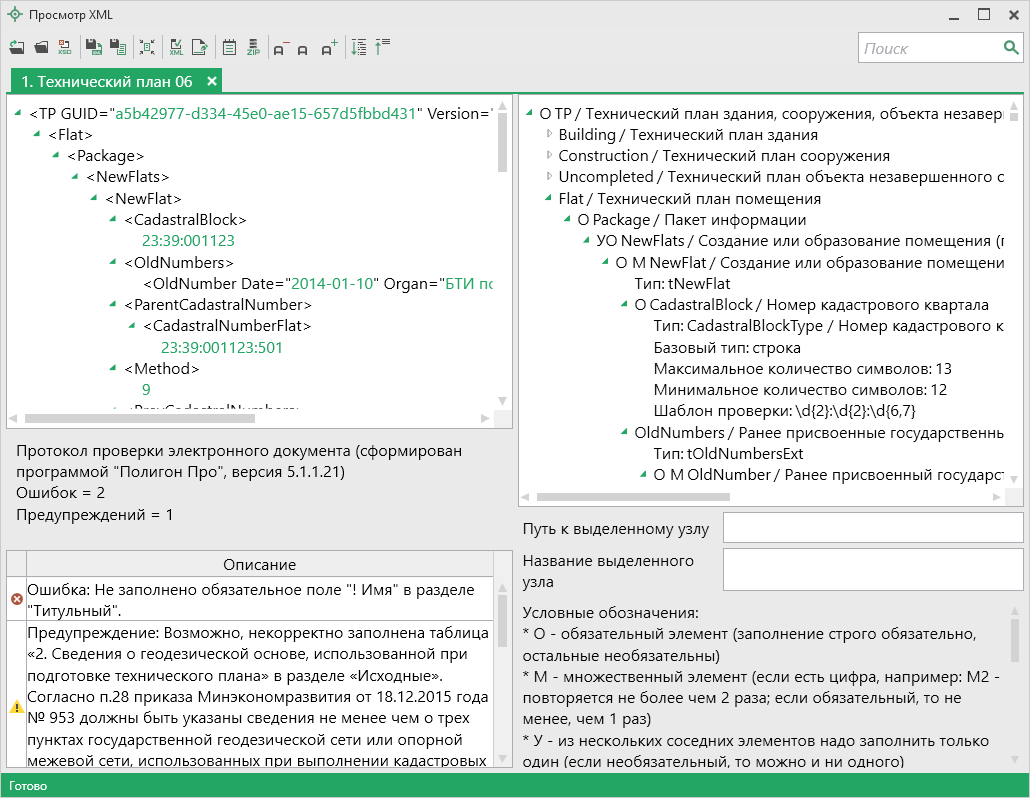 Просмотр XML
XSD
XML
ZIP
A
A
A
Поиск
1. Технический план 06
<TP GUID="a5b42977-d334-45e0-ae15-657d5fbbd431" Version="
<Flat>
<Package>
<NewFlats>
<NewFlat>
<CadastralBlock>
23:39:001123
<OldNumbers>
<OldNumber Date="2014-01-10" Organ="БТИ по
<ParentCadastralNumber>
<CadastralNumberFlat>
23:39:001123:501
<Method>
9
<PrevCadastralNumbers>
Протокол проверки электронного документа (сформирован
программой "Полигон Про", версия 5.1.1.21)
Ошибок = 2
Предупреждений = 1
Описание
Ошибка: Не заполнено обязательное поле "! Имя" в разделе
"Титульный".
Предупреждение: Возможно, некорректно заполнена таблица
«2. Сведения о геодезической основе, использованной при
подготовке технического плана» в разделе «Исходные».
Согласно п.28 приказа Минэкономразвития от 18.12.2015 года
№ 953 должны быть указаны сведения не менее чем о трех
пунктах государственной геодезической сети или опорной
межевой сети, использованных при выполнении кадастровых
О TP / Технический план здания, сооружения, объекта незавер
Building / Технический план здания
Construction / Технический план сооружения
Uncompleted / Технический план объекта незавершенного с
Flat / Технический план помещения
О Package / Пакет информации
УО NewFlats / Создание или образование помещения (
О М NewFlat / Создание или образование помещени
Тип: tNewFlat
О CadastralBlock / Номер кадастрового квартала
Тип: CadastralBlockType / Номер кадастрового к
Базовый тип: строка
Максимальное количество символов: 13
Минимальное количество символов: 12
Шаблон проверки: \d{2}:\d{2}:\d{6,7}
OldNumbers / Ранее присвоенные государственнь
Тип: tOldNumbersExt
О М OldNumber / Ранее присвоенный государст
Путь к выделенному узлу
Название выделенного
узла
Условные обозначения:
* О - обязательный элемент (заполнение строго обязательно,
остальные необязательны)
* М - множественный элемент (если есть цифра, например: М2 -
повторяется не более чем 2 раза; если обязательный, то не
менее, чем 1 раз)
* У - из нескольких соседних элементов надо заполнить только
один (если необязательный, то можно и ни одного)
Готово